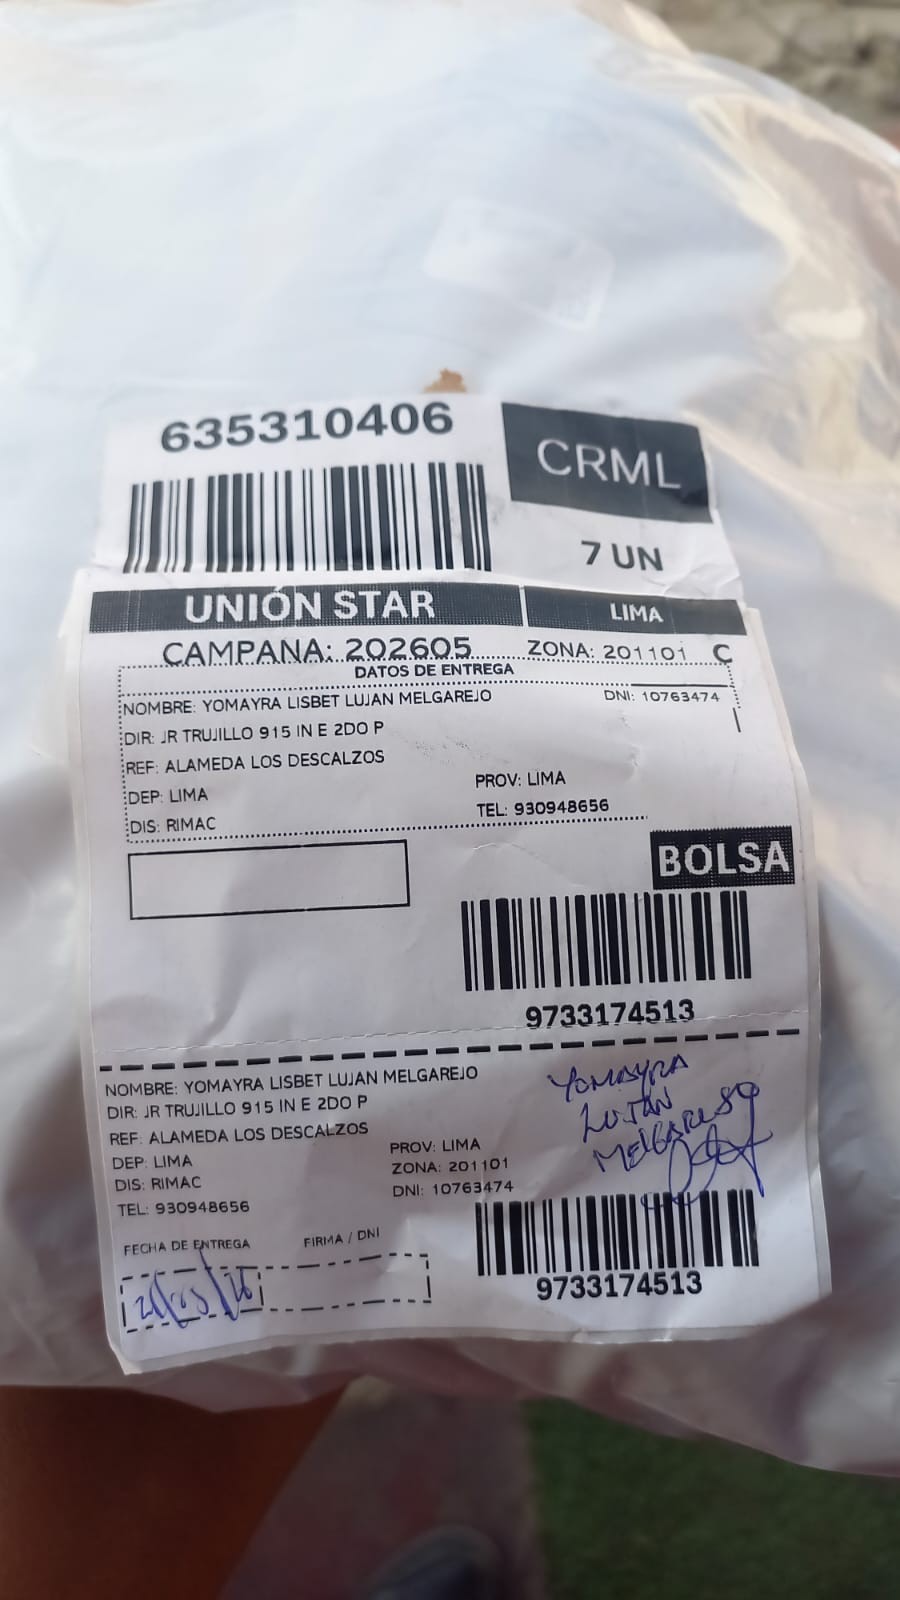 635310406
CRML
7 UN
UNIÓN STAR
LIMA
CAMPAÑA: 202605
ZONA: 201101 C
DATOS DE ENTREGA
NOMBRE: YOMAYRA LISBET LUJAN MELGAREJO
DNI: 10763474
DIR: JR TRUJILLO 915 IN E 2DO P
REF: ALAMEDA LOS DESCALZOS
DEP: LIMA
PROV: LIMA
DIS: RIMAC
TEL: 930948656
BOLSA
9733174513
NOMBRE: YOMAYRA LISBET LUJAN MELGAREJO
DIR: JR TRUJILLO 915 IN E 2DO P
REF: ALAMEDA LOS DESCALZOS
DEP: LIMA
PROV: LIMA
DIS: RIMAC
ZONA: 201101
TEL: 930948656
DNI: 10763474
YOMAYRA
LUJAN
MELGAREJO
FECHA DE ENTREGA
FIRMA / DNI
9733174513